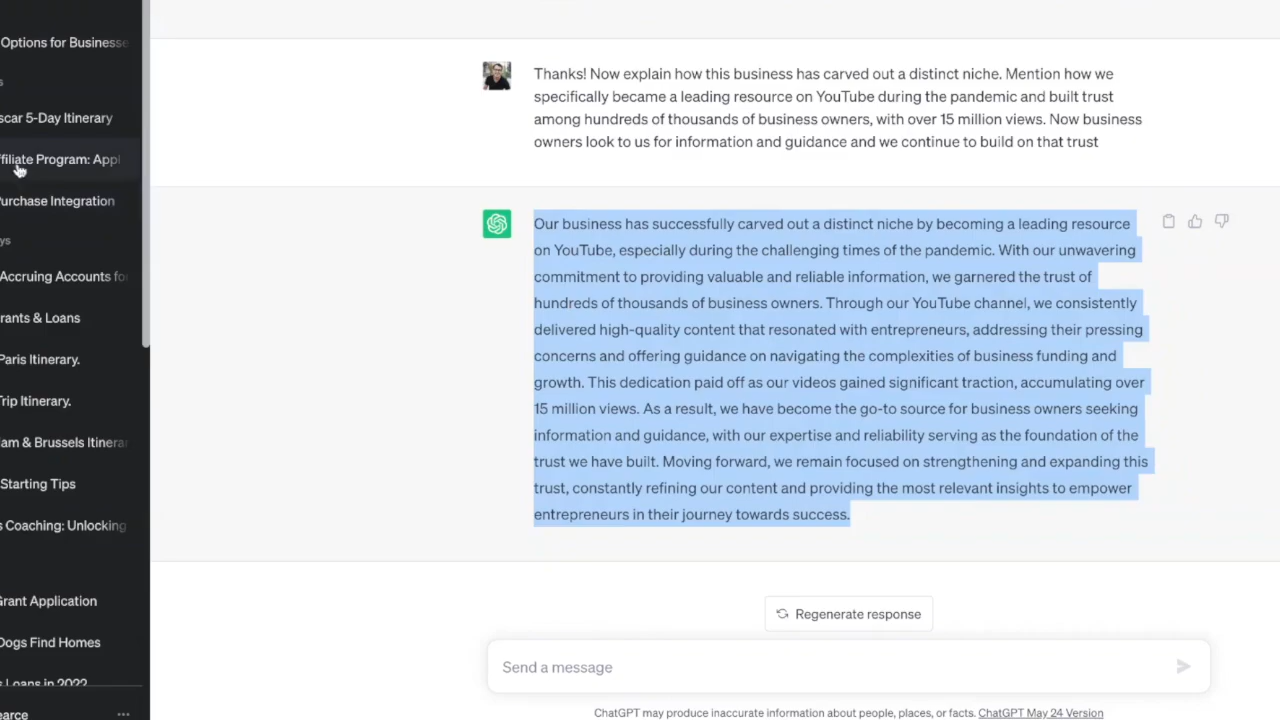 Options for Businesse
s
scar 5-Day Itinerary
ffiliate Program: Appl
Purchase Integration
ys
Accruing Accounts fo
rants & Loans
Paris Itinerary.
Trip Itinerary.
am & Brussels Itinerar
Starting Tips
s Coaching: Unlocking
Grant Application
Dogs Find Homes
s Loans in 2022
earce
Thanks! Now explain how this business has carved out a distinct niche. Mention how we
specifically became a leading resource on YouTube during the pandemic and built trust
among hundreds of thousands of business owners, with over 15 million views. Now business
owners look to us for information and guidance and we continue to build on that trust
Our business has successfully carved out a distinct niche by becoming a leading resource
on YouTube, especially during the challenging times of the pandemic. With our unwavering
commitment to providing valuable and reliable information, we garnered the trust of
hundreds of thousands of business owners. Through our YouTube channel, we consistently
delivered high-quality content that resonated with entrepreneurs, addressing their pressing
concerns and offering guidance on navigating the complexities of business funding and
growth. This dedication paid off as our videos gained significant traction, accumulating over
15 million views. As a result, we have become the go-to source for business owners seeking
information and guidance, with our expertise and reliability serving as the foundation of the
trust we have built. Moving forward, we remain focused on strengthening and expanding this
trust, constantly refining our content and providing the most relevant insights to empower
entrepreneurs in their journey towards success.
Regenerate response
Send a message
ChatGPT may produce inaccurate information about people, places, or facts. ChatGPT May 24 Version